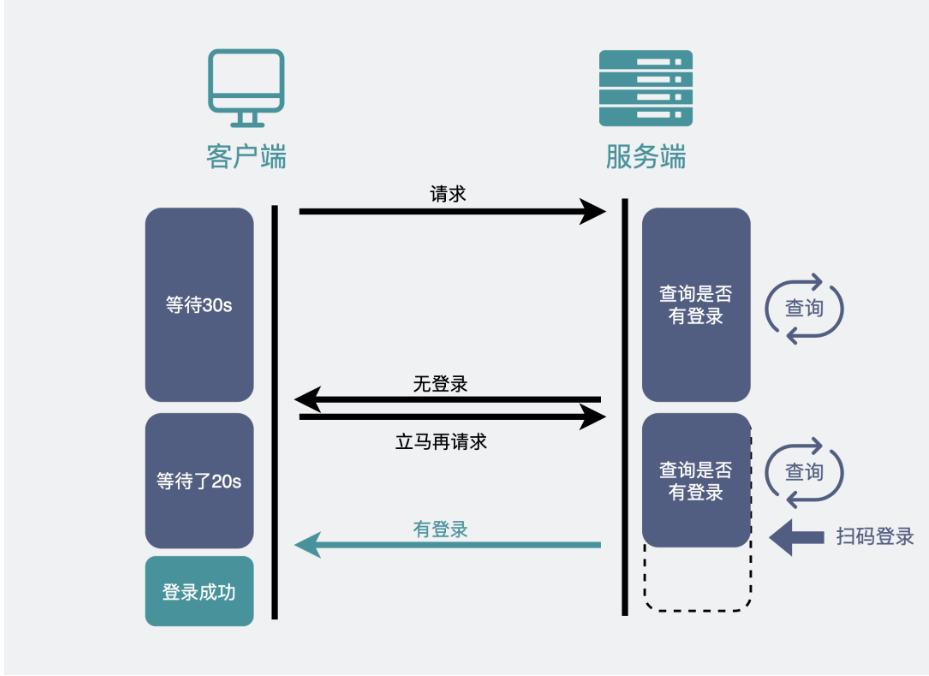 客户端
服务端
请求
等待30s
查询是否
有登录
查询
无登录
立马再请求
等待了20s
查询是否
有登录
查询
有登录
扫码登录
登录成功